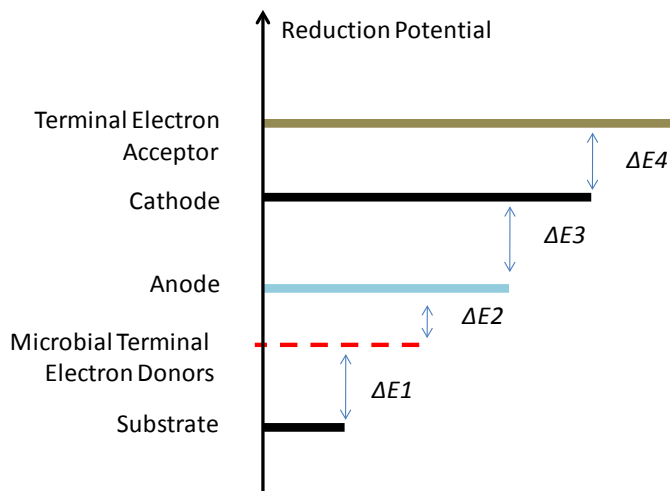 Reduction Potential
Terminal Electron
Acceptor
ΔE4
Cathode
ΔE3
Anode
ΔE2
Microbial Terminal
Electron Donors
ΔE1
Substrate